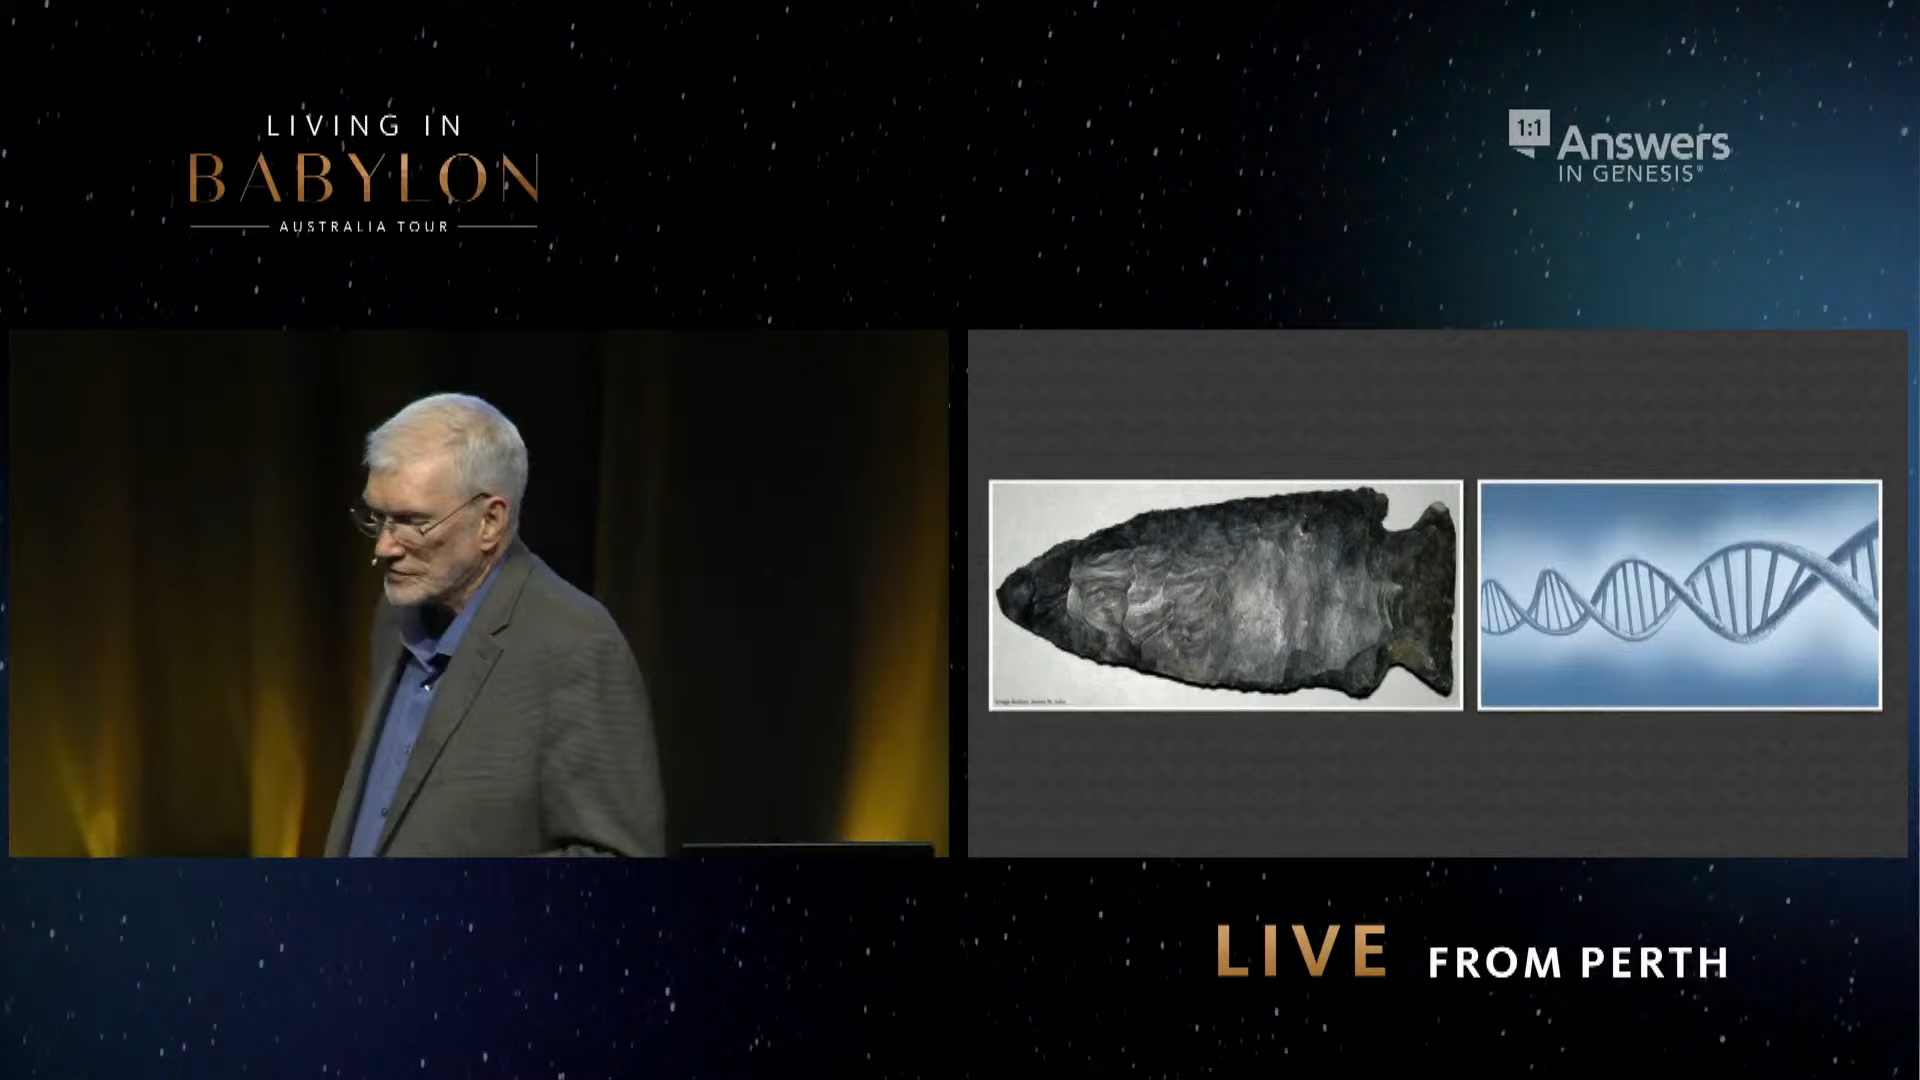 LIVING IN
BABYLON
AUSTRALIA TOUR
1:1
Answers
IN GENESIS®
LIVE FROM PERTH